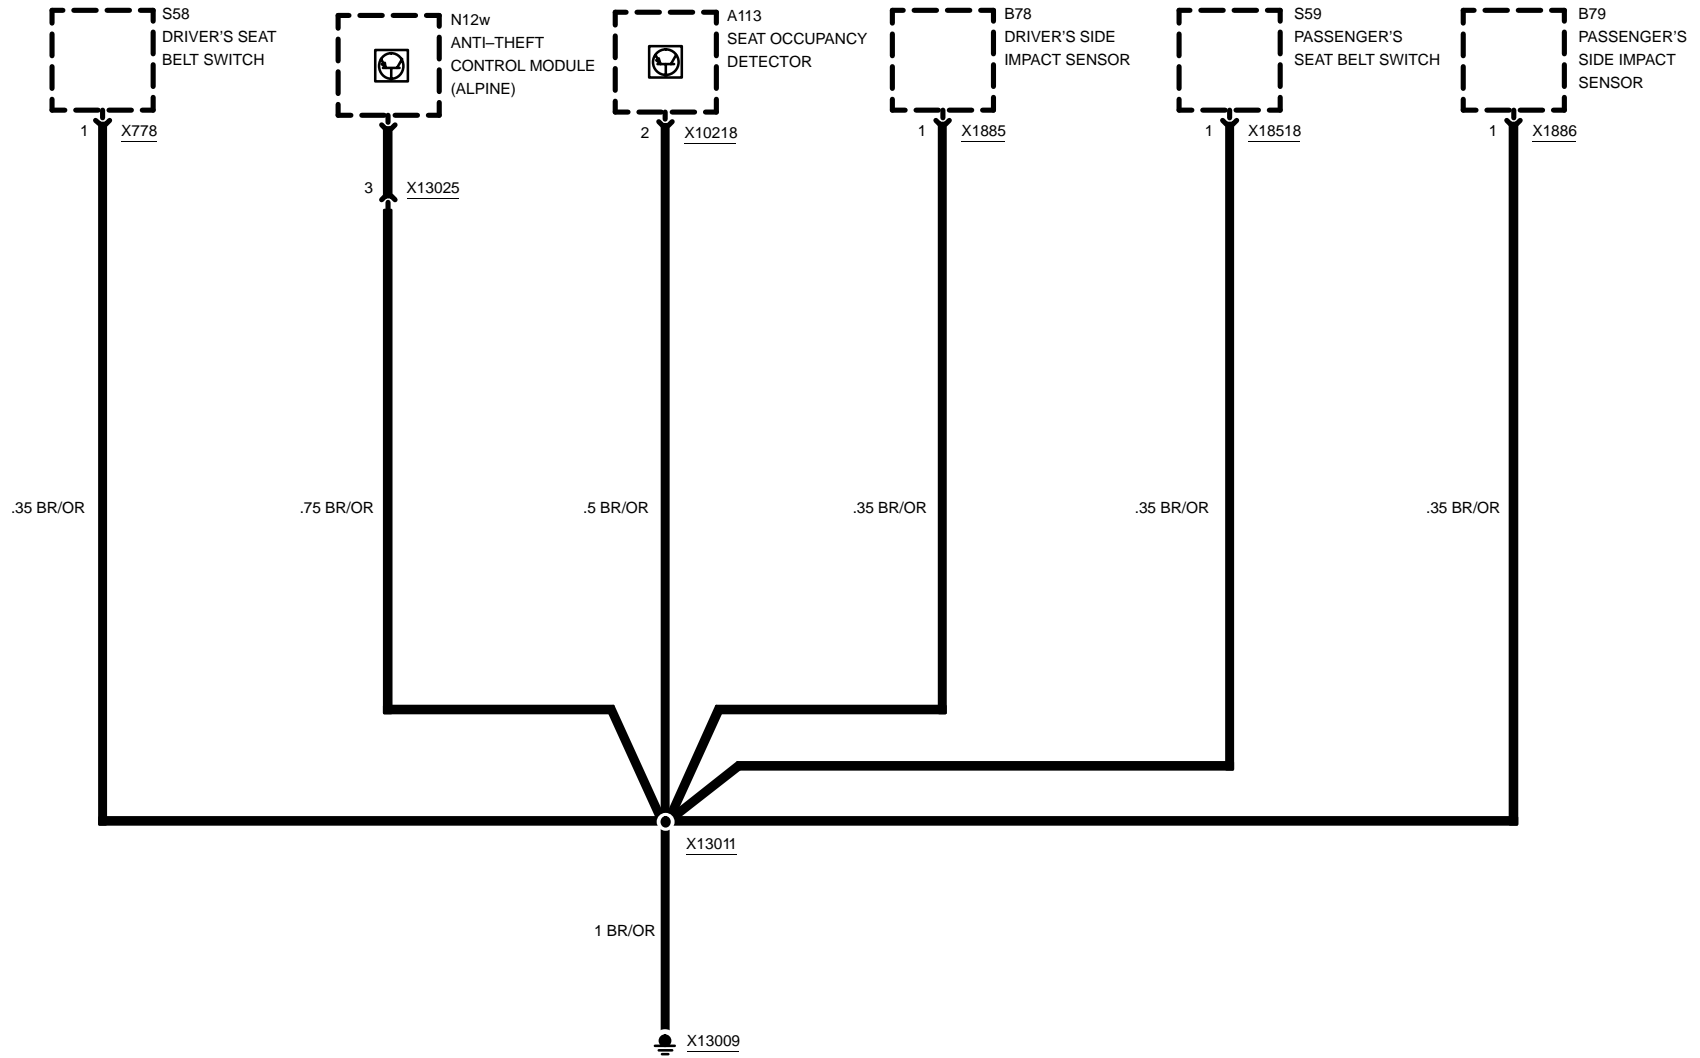 S58
DRIVER'S SEAT
BELT SWITCH
N12w
ANTI–THEFT
CONTROL MODULE
(ALPINE)
A113
SEAT OCCUPANCY
DETECTOR
B78
DRIVER'S SIDE
IMPACT SENSOR
S59
PASSENGER'S
SEAT BELT SWITCH
B79
PASSENGER'S
SIDE IMPACT
SENSOR
1 X778
2 X10218
1 X1885
1 X18518
1 X1886
3 X13025
.35 BR/OR
.75 BR/OR
.5 BR/OR
.35 BR/OR
.35 BR/OR
.35 BR/OR
X13011
1 BR/OR
X13009